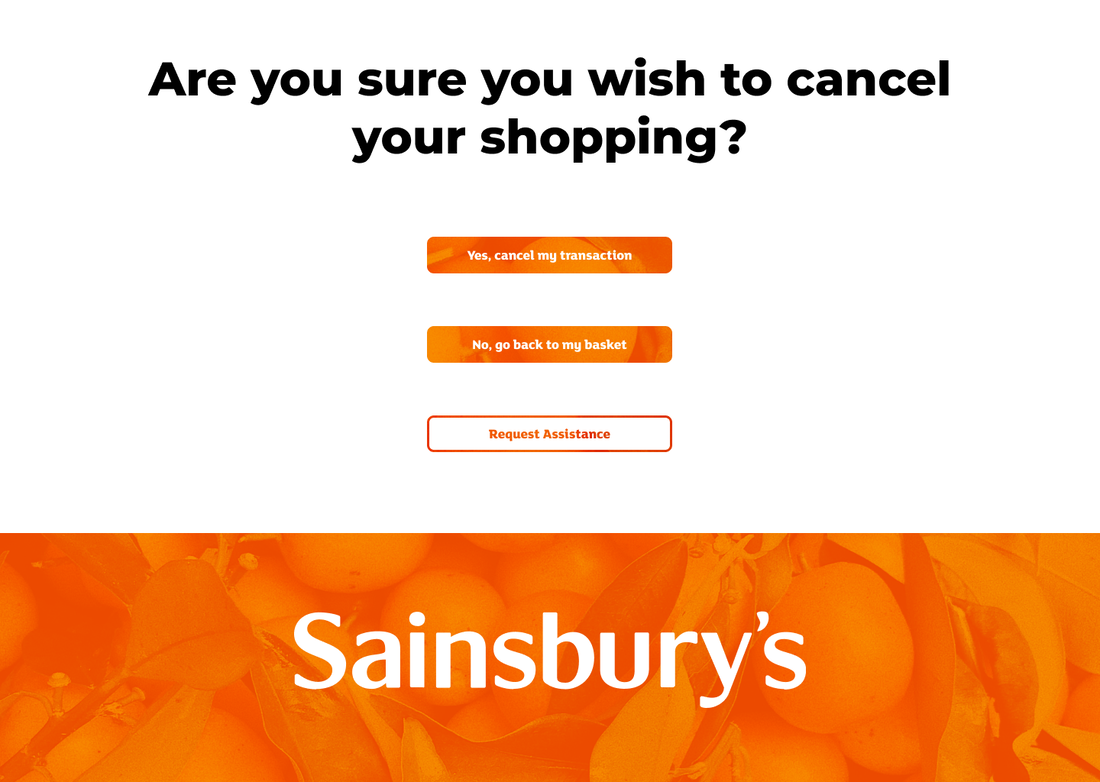 Are you sure you wish to cancel
your shopping?
Yes, cancel my transaction
No, go back to my basket
Request Assistance
Sainsbury's